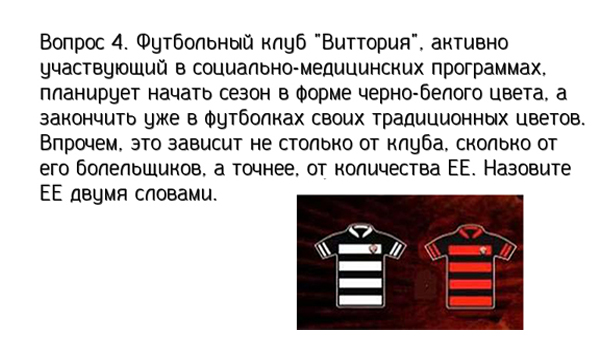 Вопрос 4. Футбольный клуб "Виттория", активно
участвующий в социально-медицинских программах,
планирует начать сезон в форме черно-белого цвета, а
закончить уже в футболках своих традиционных цветов.
Впрочем, это зависит не столько от клуба, сколько от
его болельщиков, а точнее, от количества ЕЕ. Назовите
ЕЕ двумя словами.